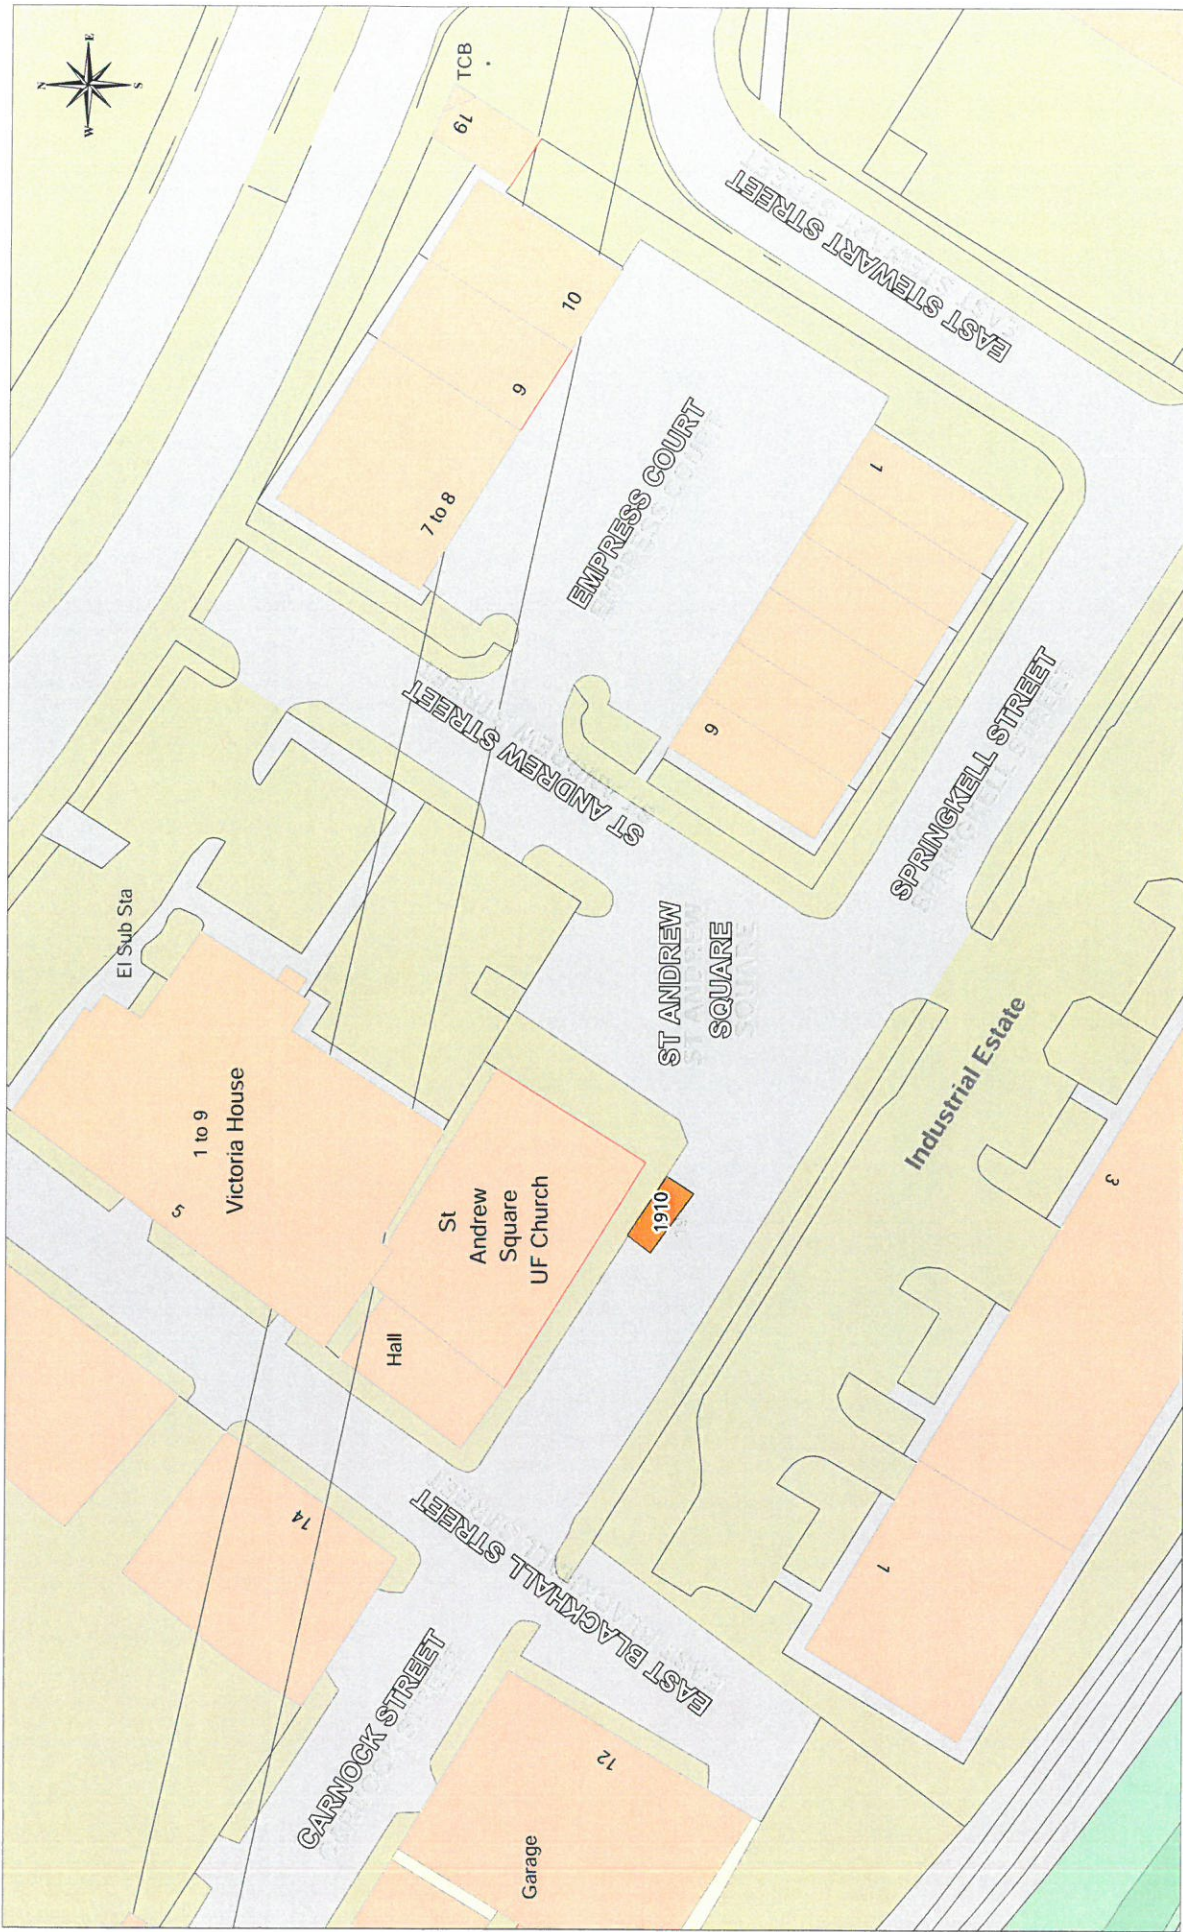 N
E
S
W
TCB
19
10
9
7 to 8
EMPRESS COURT
EAST STEWART STREET
1
9
ST ANDREW STREET
SPRINGKELL STREET
El Sub Sta
1 to 9
Victoria House
5
ST ANDREW
SQUARE
Industrial Estate
St
Andrew
Square
UF Church
Hall
1910
3
14
EAST BLACKHALL STREET
1
CARNOCK STREET
12
Garage